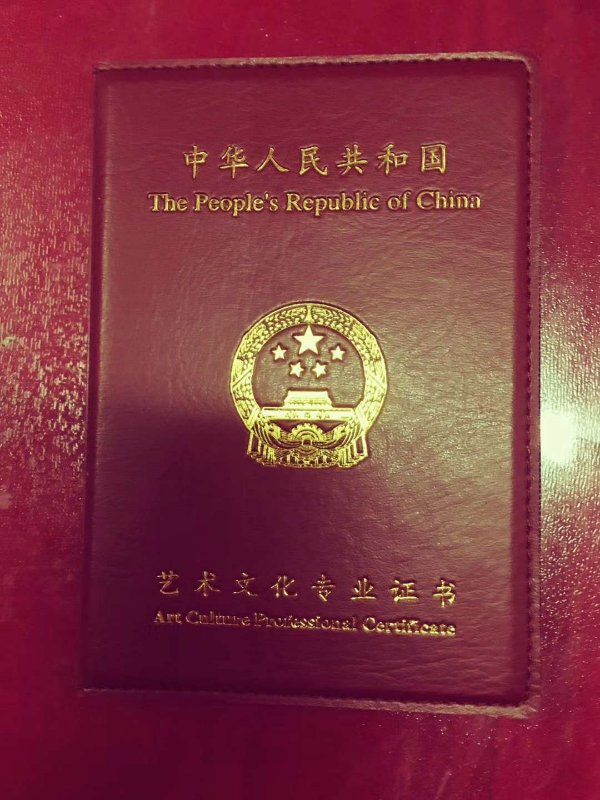 中华人民共和国
The People's Republic of China
艺术文化专业证书
Art Culture Professional Certificate